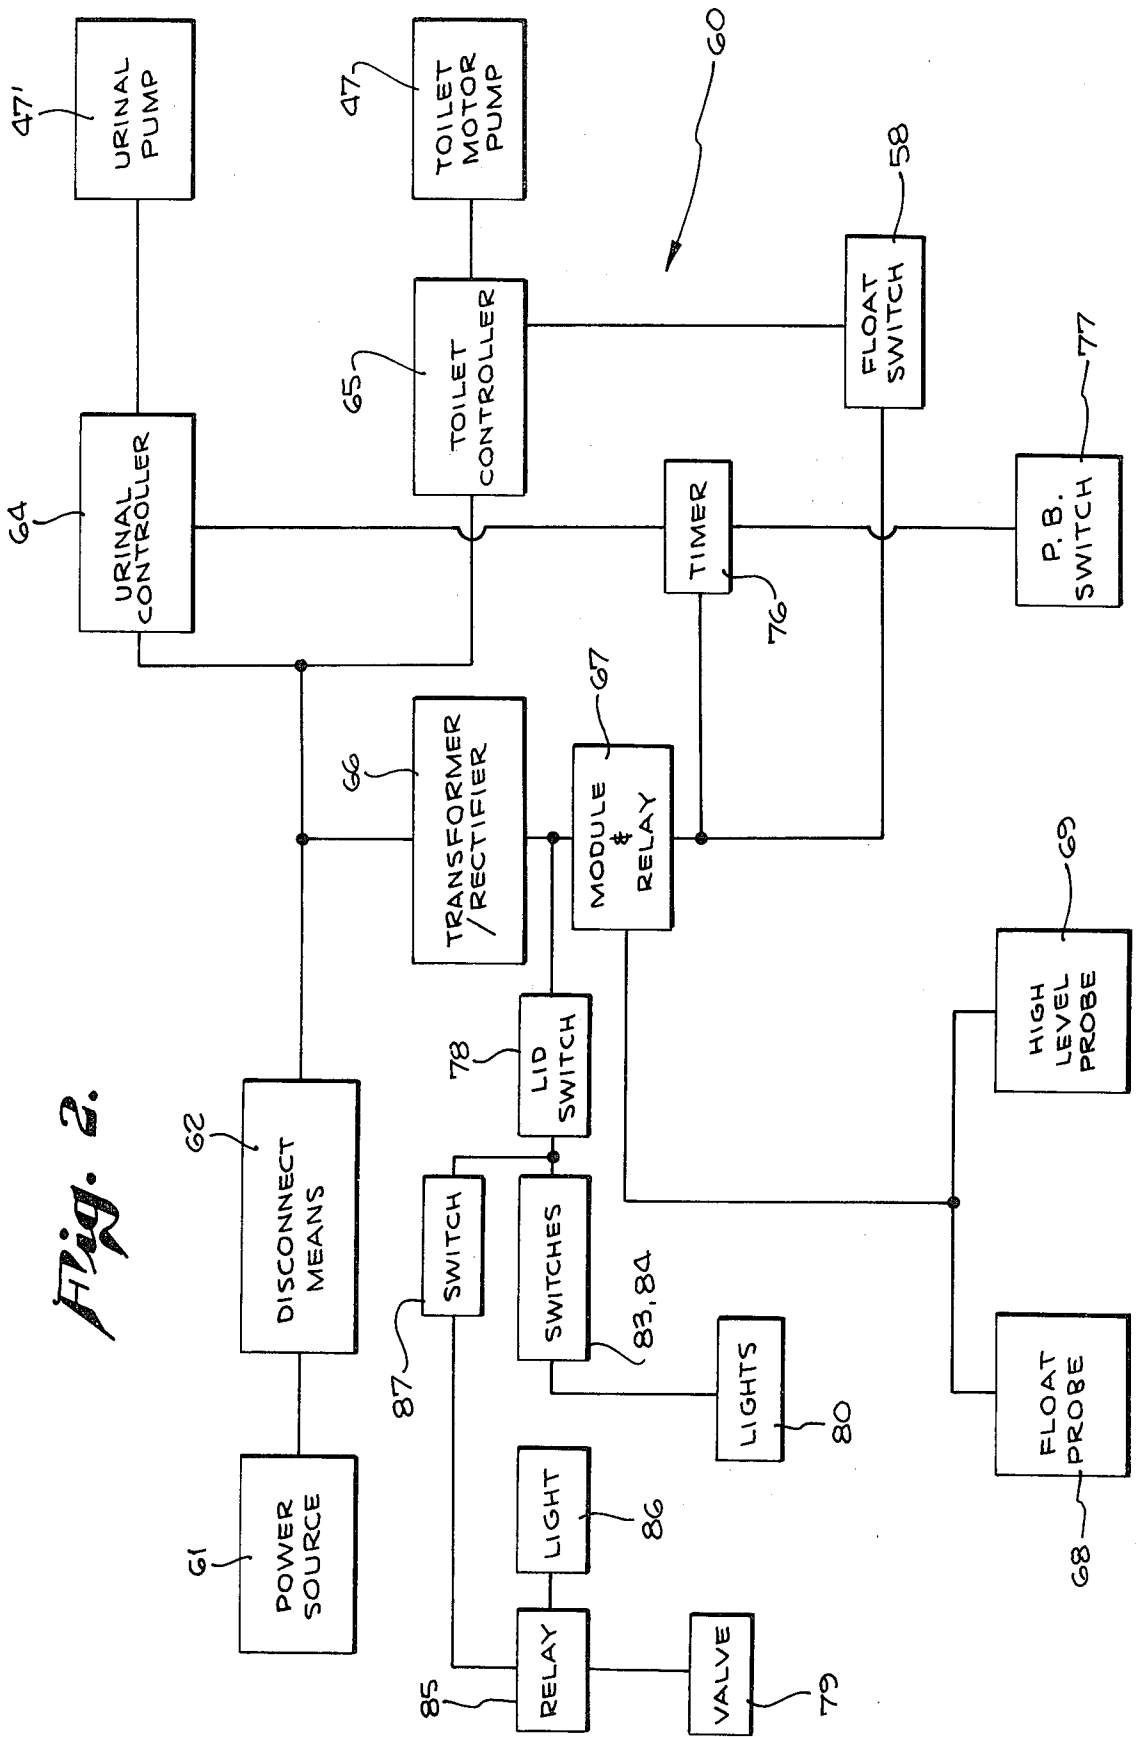 47'
URINAL
PUMP
47
TOILET
MOTOR
PUMP
60
64
URINAL
CONTROLLER
65
TOILET
CONTROLLER
58
FLOAT
SWITCH
77
P.B.
SWITCH
TIMER
76
66
TRANSFORMER
/RECTIFIER
67
MODULE
&
RELAY
69
HIGH
LEVEL
PROBE
78
LID
SWITCH
62
DISCONNECT
MEANS
Fig. 2.
SWITCH
87
SWITCHES
83,84
LIGHTS
80
FLOAT
PROBE
68
61
POWER
SOURCE
LIGHT
86
85
RELAY
VALVE
79